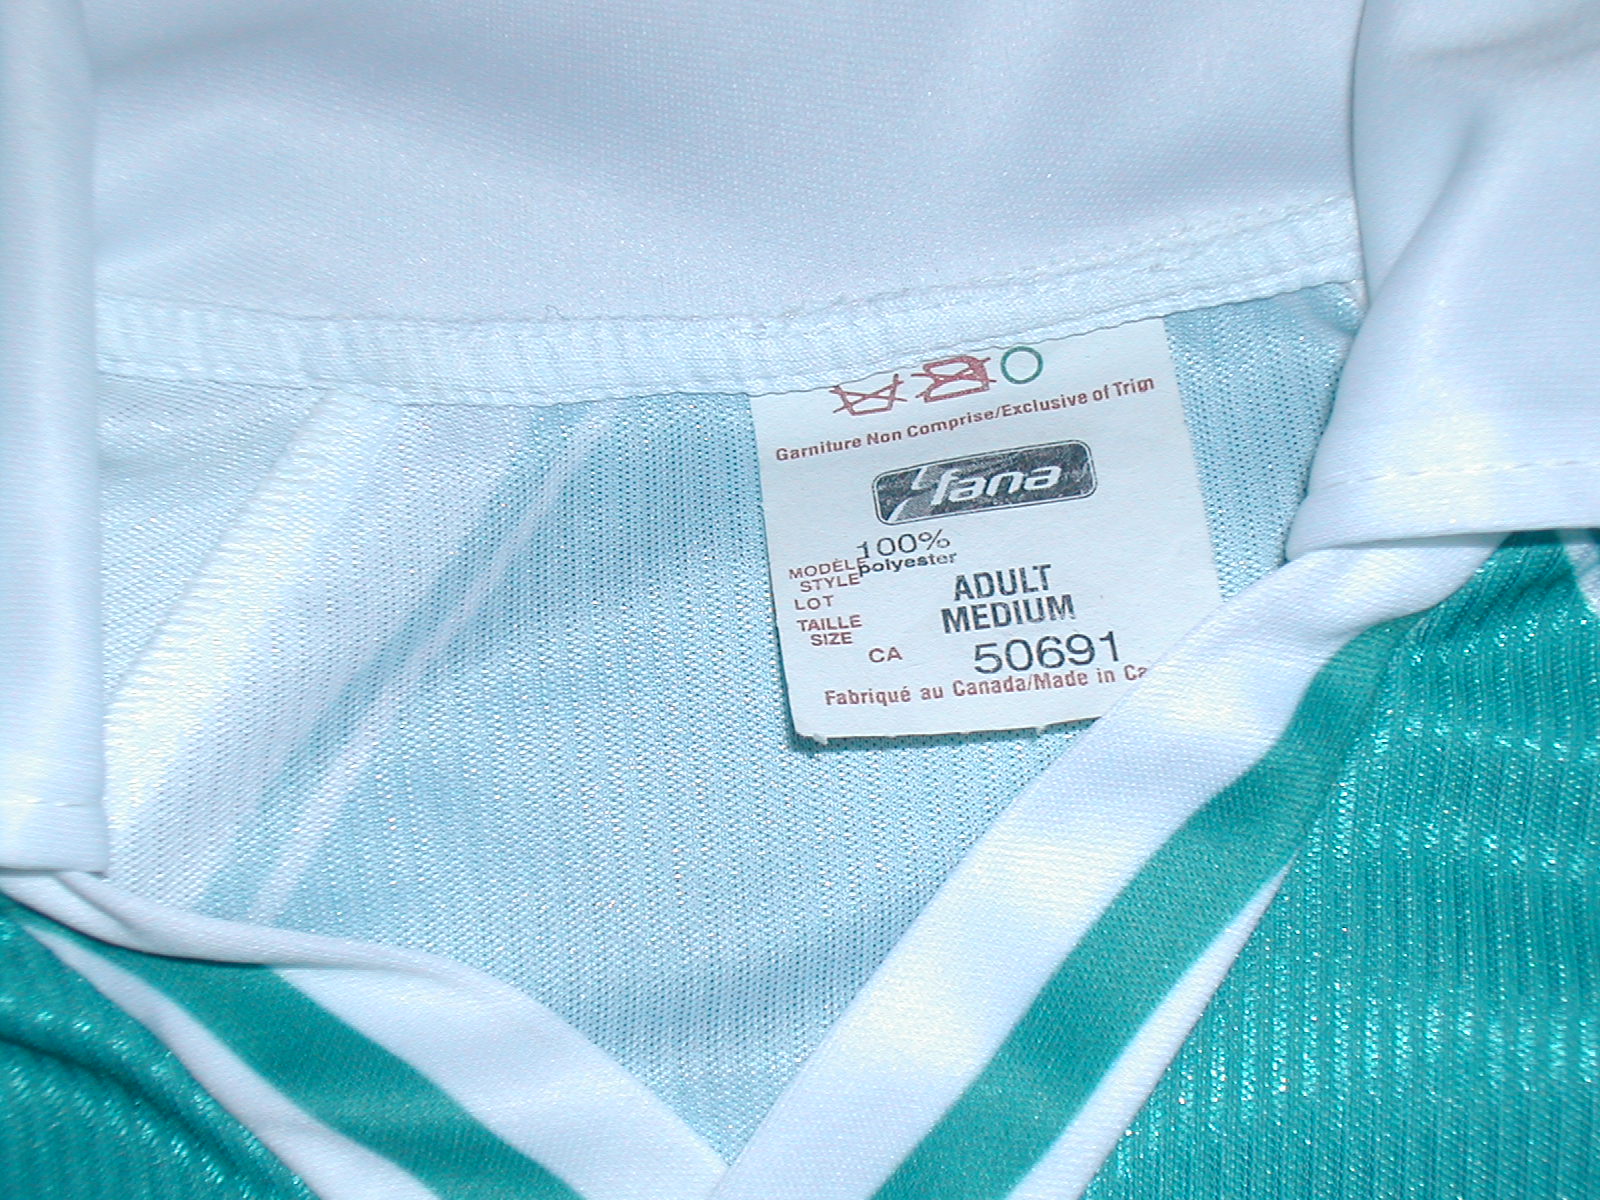 Garniture Non Comprise/Exclusive of Trim
fana
100%
polyester
MODÈLE
STYLE
LOT
ADULT
MEDIUM
TAILLE
SIZE
CA 50691
Fabriqué au Canada/Made in Ca